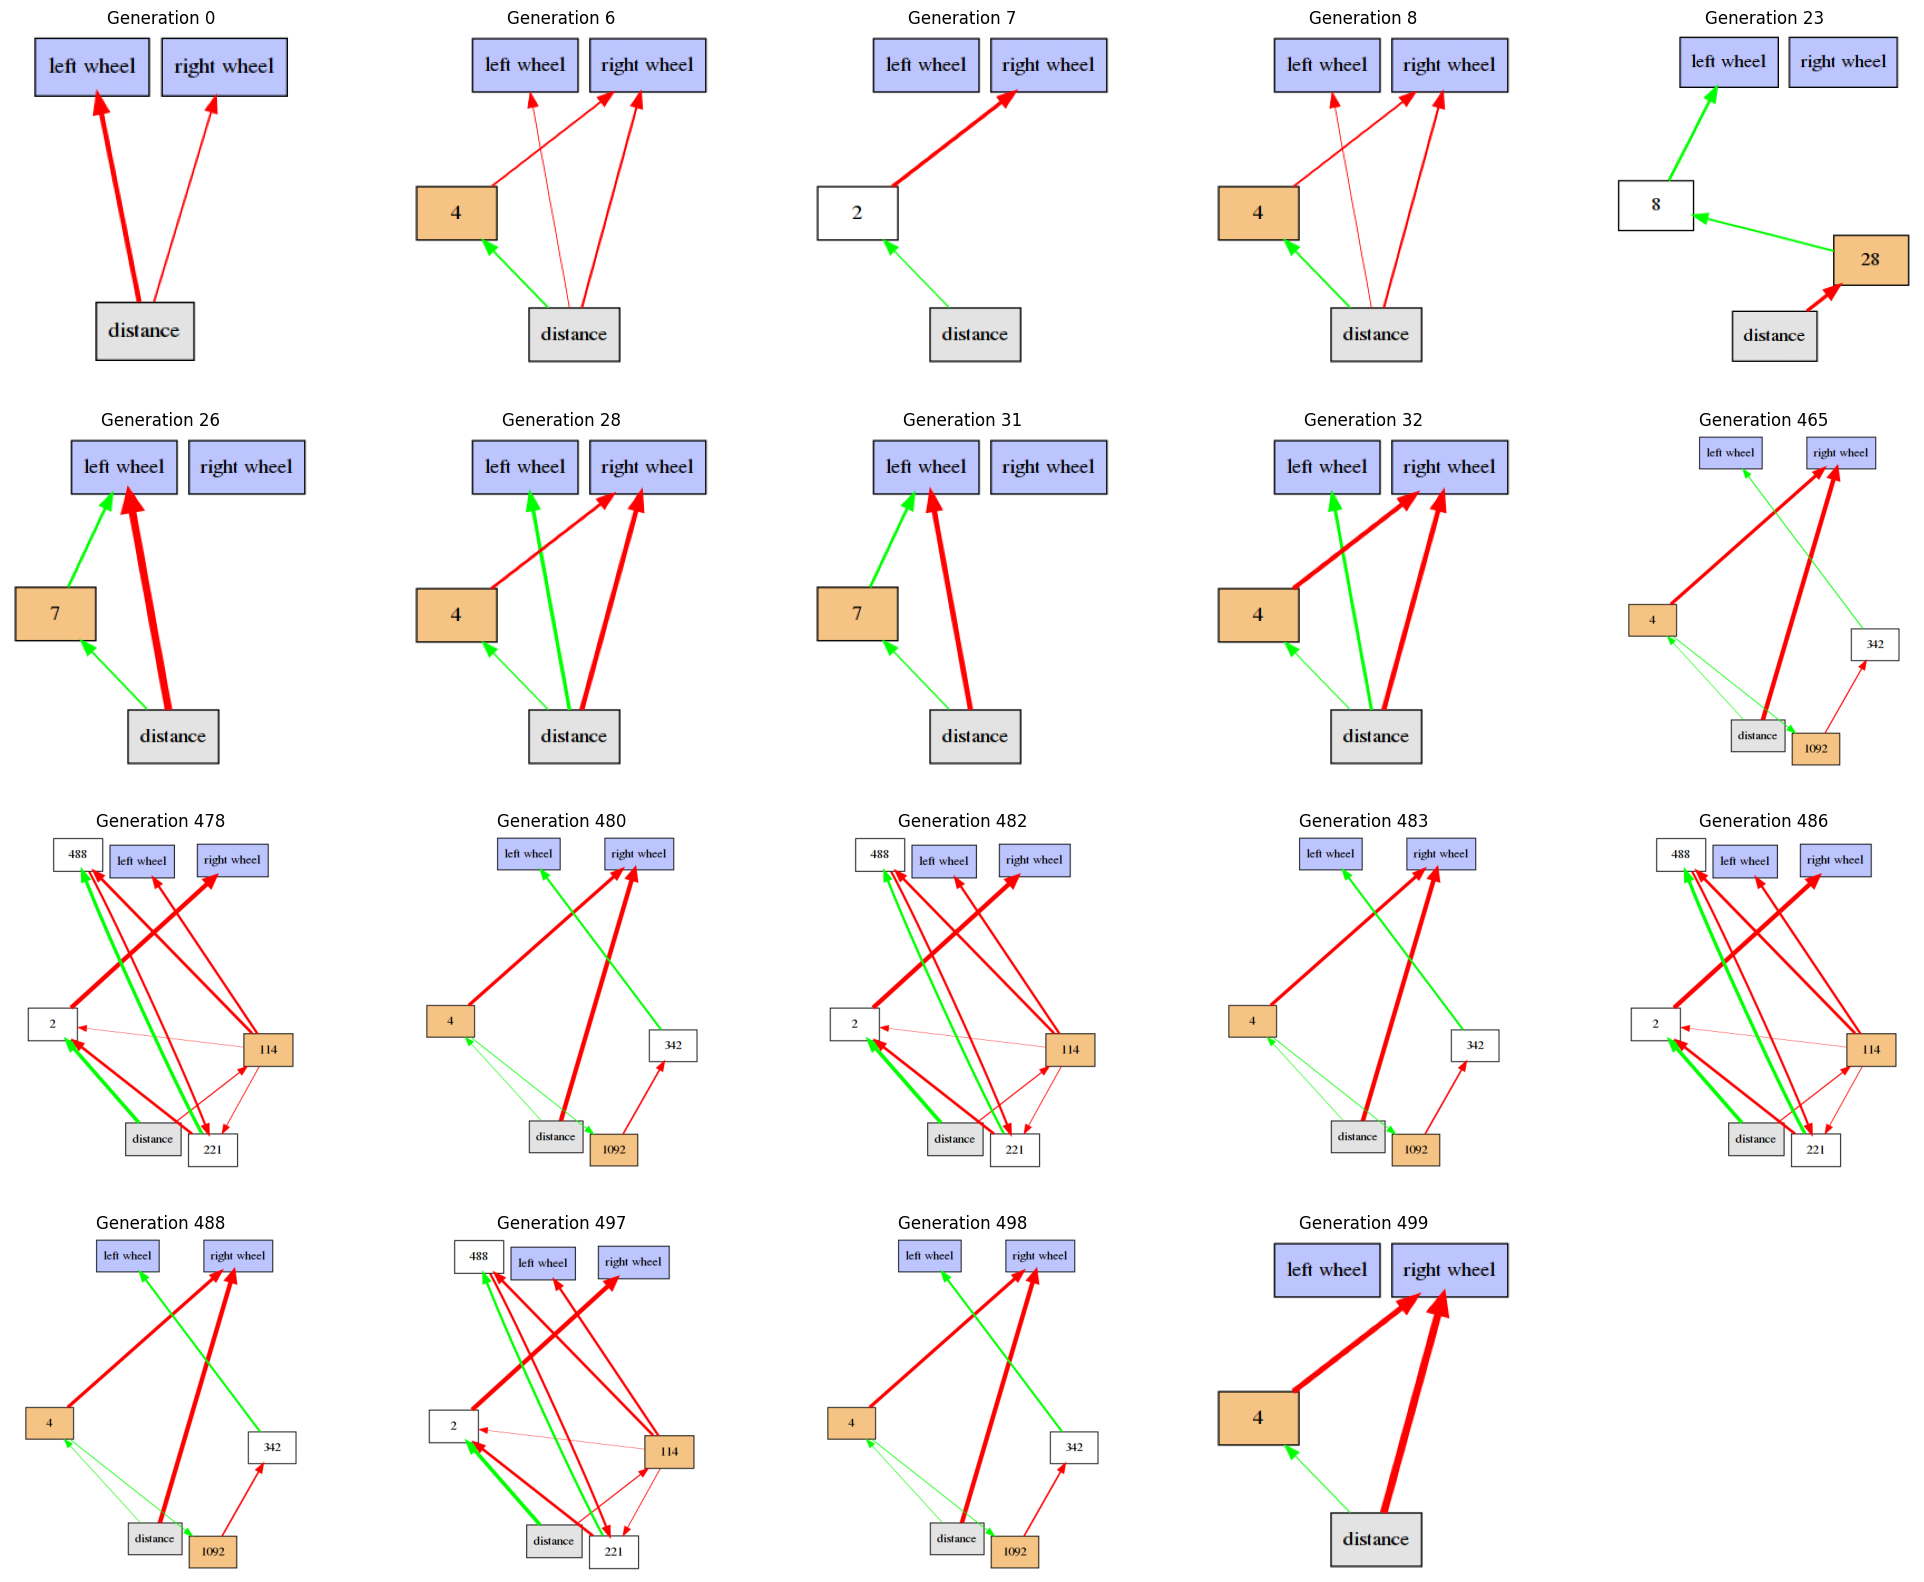 Generation 0
left wheel
right wheel
distance
Generation 6
left wheel
right wheel
4
distance
Generation 7
left wheel
right wheel
2
distance
Generation 8
left wheel
right wheel
4
distance
Generation 23
left wheel
right wheel
8
28
distance
Generation 26
left wheel
right wheel
7
distance
Generation 28
left wheel
right wheel
4
distance
Generation 31
left wheel
right wheel
7
distance
Generation 32
left wheel
right wheel
4
distance
Generation 465
left wheel
right wheel
4
342
distance
1092
Generation 478
488
left wheel
right wheel
2
114
distance
221
Generation 480
left wheel
right wheel
4
342
distance
1092
Generation 482
488
left wheel
right wheel
2
114
distance
221
Generation 483
left wheel
right wheel
4
342
distance
1092
Generation 486
488
left wheel
right wheel
2
114
distance
221
Generation 488
left wheel
right wheel
4
342
distance
1092
Generation 497
488
left wheel
right wheel
2
114
distance
221
Generation 498
left wheel
right wheel
4
342
distance
1092
Generation 499
left wheel
right wheel
4
distance